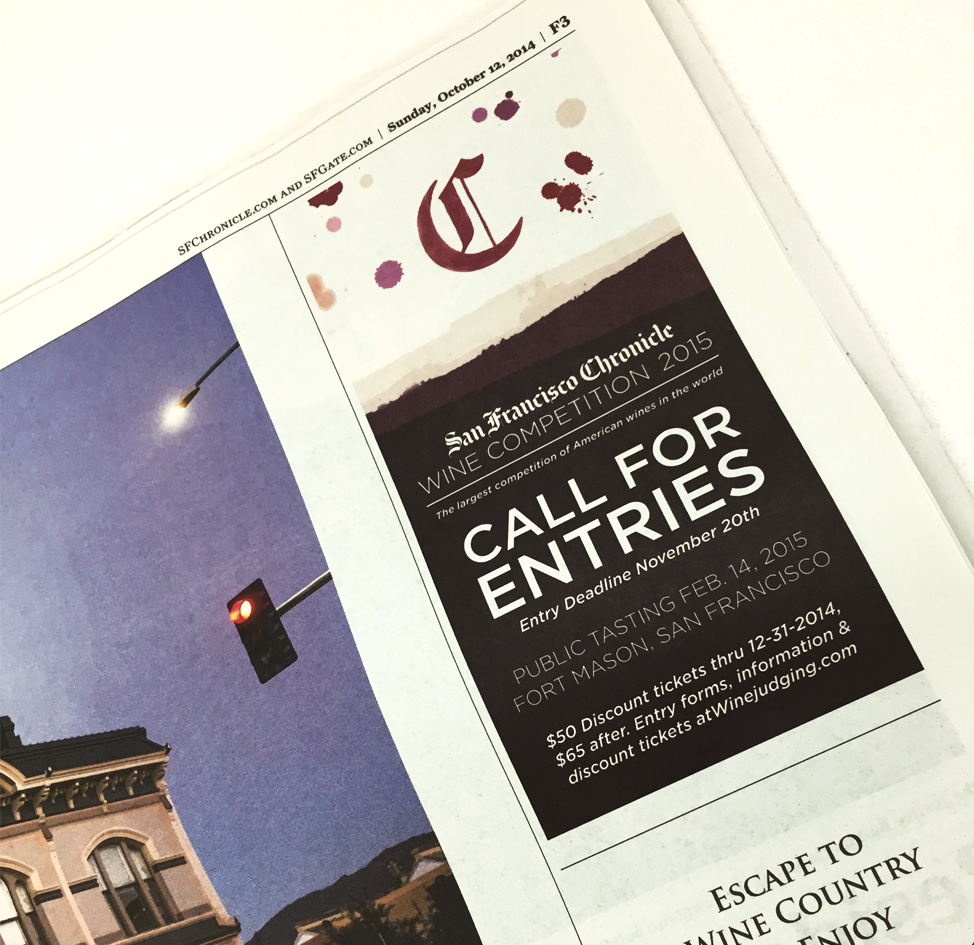 SFChronicle.com and SFGate.com | Sunday, October 12, 2014 | F3
C
San Francisco Chronicle
WINE COMPETITION 2015
The largest competition of American wines in the world
CALL FOR
ENTRIES
Entry Deadline November 20th
PUBLIC TASTING FEB. 14, 2015
FORT MASON, SAN FRANCISCO
$50 Discount tickets thru 12-31-2014,
$65 after. Entry forms, information &
discount tickets atWinejudging.com
Escape to
Wine Country
Enjoy